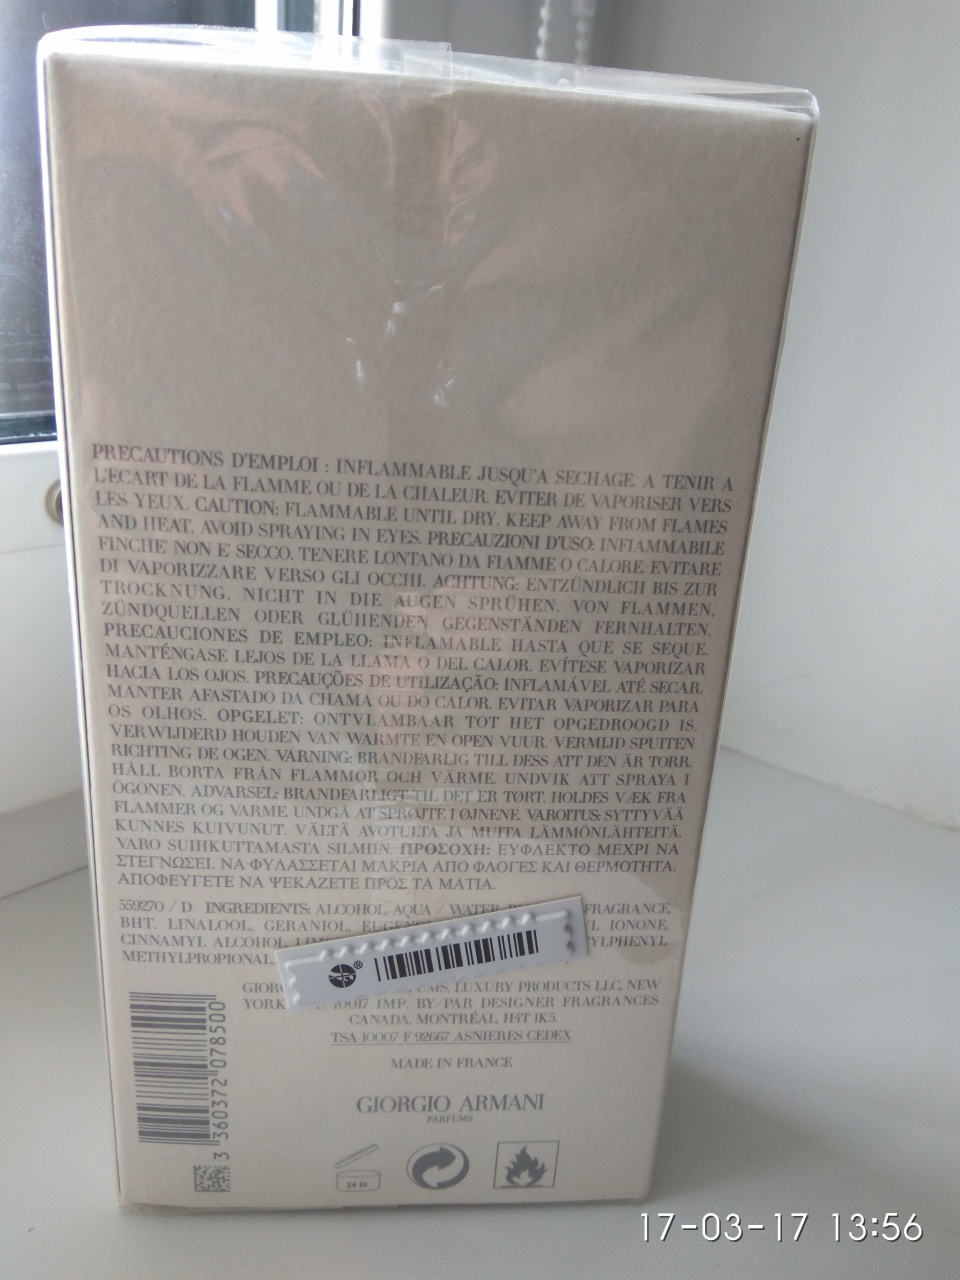 PRECAUTIONS D'EMPLOI : INFLAMMABLE JUSQU'A SECHAGE. A TENIR A
L'ECART DE LA FLAMME OU DE LA CHALEUR. EVITER DE VAPORISER VERS
LES YEUX. CAUTION: FLAMMABLE UNTIL DRY. KEEP AWAY FROM FLAMES
AND HEAT. AVOID SPRAYING IN EYES. PRECAUZIONI D'USO: INFIAMMABILE
FINCHE' NON E' SECCO. TENERE LONTANO DA FIAMME O CALORE. EVITARE
DI VAPORIZZARE VERSO GLI OCCHI. ACHTUNG: ENTZÜNDLICH BIS ZUR
TROCKNUNG. NICHT IN DIE AUGEN SPRÜHEN. VON FLAMMEN,
ZÜNDQUELLEN ODER GLÜHENDEN GEGENSTÄNDEN FERNHALTEN.
PRECAUCIONES DE EMPLEO: INFLAMABLE HASTA QUE SE SEQUE.
MANTÉNGASE LEJOS DE LA LLAMA O DEL CALOR. EVÍTESE VAPORIZAR
HACIA LOS OJOS. PRECAUÇÕES DE UTILIZAÇÃO: INFLAMÁVEL ATÉ SECAR.
MANTER AFASTADO DA CHAMA OU DO CALOR. EVITAR VAPORIZAR PARA
OS OLHOS. OPGELET: ONTVLAMBAAR TOT HET OPGEDROOGD IS.
VERWIJDERD HOUDEN VAN WARMTE EN OPEN VUUR. VERMIJD SPUITEN
RICHTING DE OGEN. VARNING: BRANDFARLIG TILL DESS ATT DEN ÄR TORR.
HÅLL BORTA FRÅN FLAMMOR OCH VÄRME. UNDVIK ATT SPRAYA I
ÖGONEN. ADVARSEL: BRANDFARLIGT TIL DET ER TØRT. HOLDES VÆK FRA
FLAMMER OG VARME. UNDGÅ AT SPRØJTE I ØJNENE. VAROITUS: SYTTYVÄÄ
KUNNES KUIVUNUT. VÄLTÄ AVOTULTA JA MUITA LÄMMÖNLÄHTEITÄ.
VARO SUIHKUTTAMASTA SILMIIN. ΠΡΟΣΟΧΗ: ΕΥΦΛΕΚΤΟ ΜΕΧΡΙ ΝΑ
ΣΤΕΓΝΩΣΕΙ. ΝΑ ΦΥΛΑΣΣΕΤΑΙ ΜΑΚΡΙΑ ΑΠΟ ΦΛΟΓΕΣ ΚΑΙ ΘΕΡΜΟΤΗΤΑ.
ΑΠΟΦΕΥΓΕΤΕ ΝΑ ΨΕΚΑΖΕΤΕ ΠΡΟΣ ΤΑ ΜΑΤΙΑ.
559270 / D INGREDIENTS: ALCOHOL, AQUA / WATER, FRAGRANCE
BHT, LINALOOL, GERANIOL, IONONE,
CINNAMYL ALCOHOL,
METHYLPROPIONAL.
LUXURY PRODUCTS LLC, NEW
YORK 10017 IMP. BY/PAR DESIGNER FRAGRANCES
CANADA, MONTRÉAL, H4T 1K5.
TSA 10007 F 92667 ASNIERES CEDEX
MADE IN FRANCE
GIORGIO ARMANI
PARFUMS
3 360372 078500
24 M
17-03-17 13:56